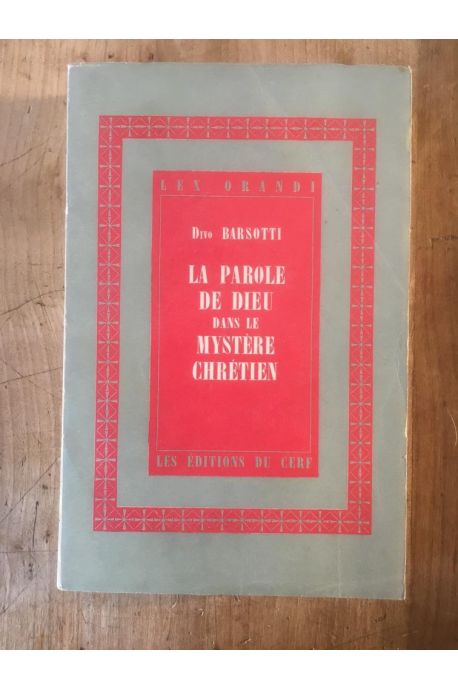 LEX ORANDI
Divo BARSOTTI
LA PAROLE
DE DIEU
DANS LE
MYSTÈRE
CHRÉTIEN
LES ÉDITIONS DU CERF